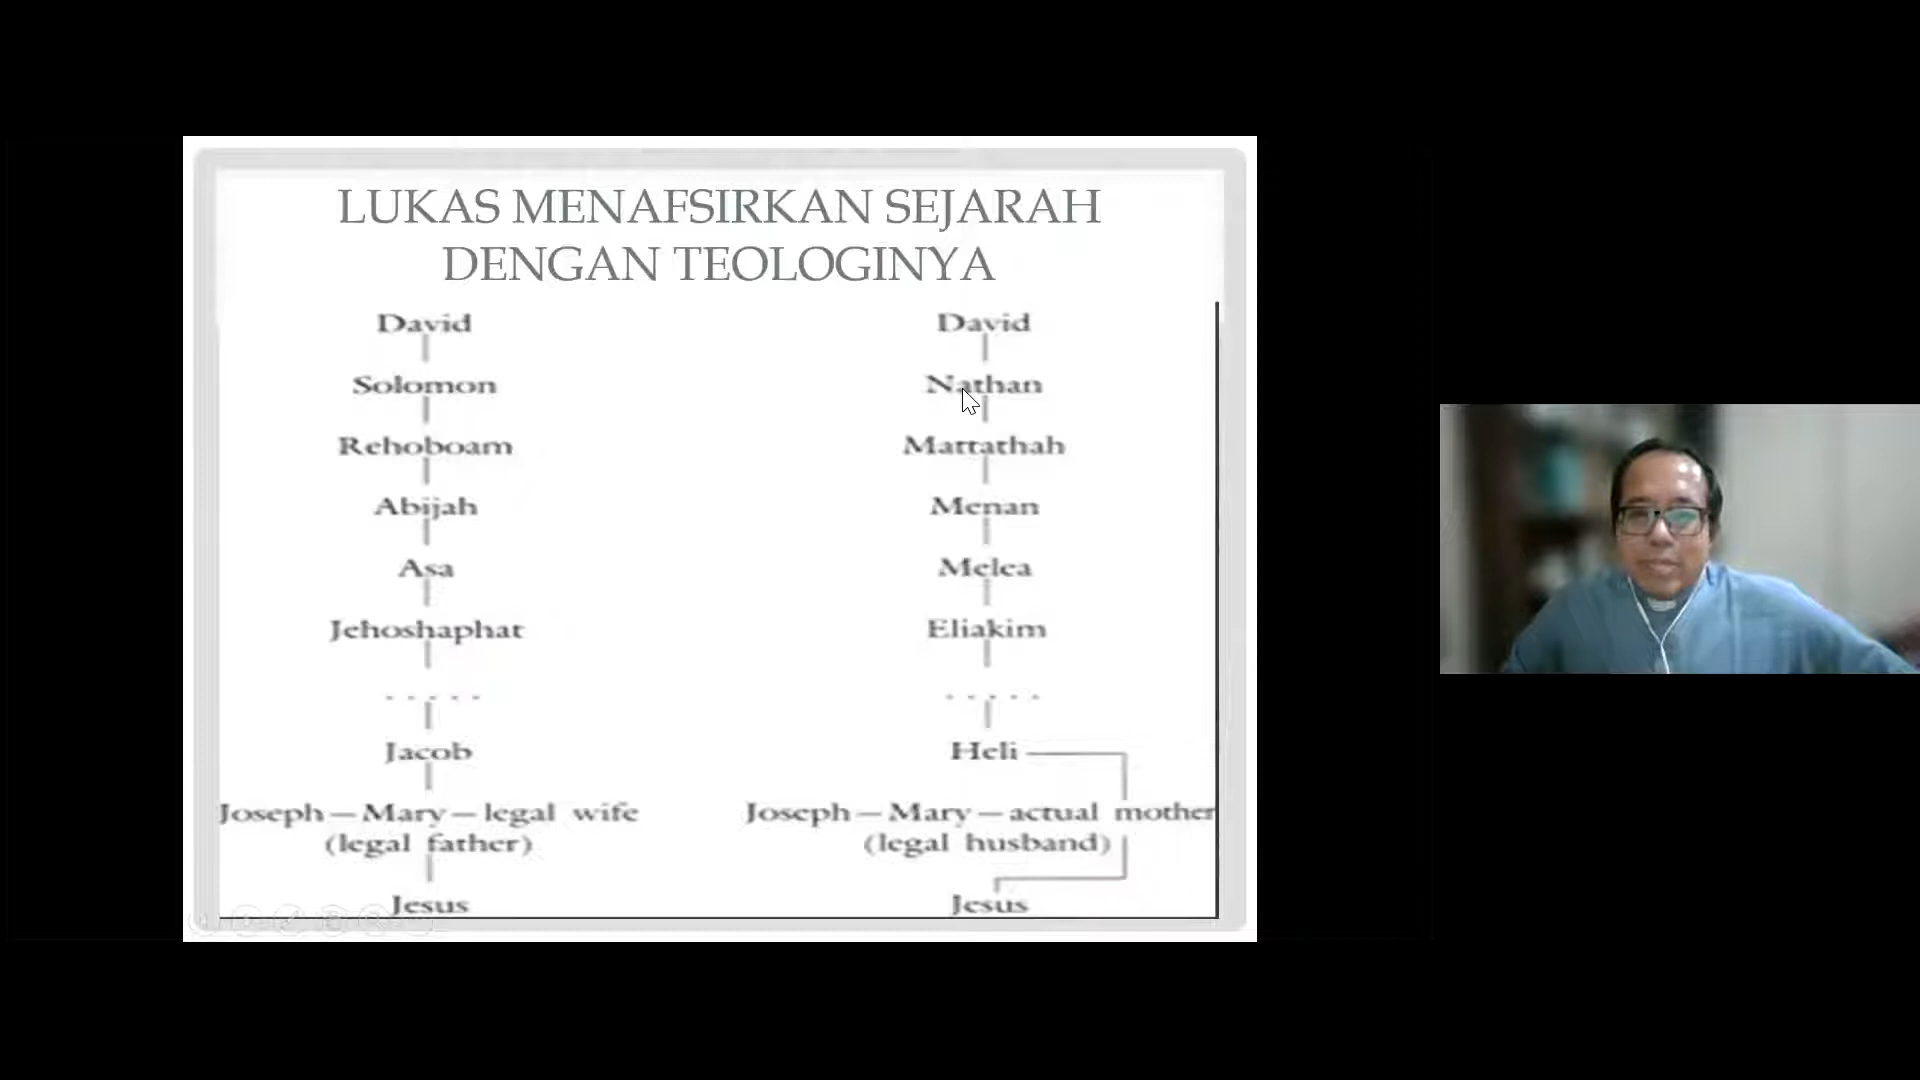 LUKAS MENAFSIRKAN SEJARAH
DENGAN TEOLOGINYA
David
Solomon
Rehoboam
Abijah
Asa
Jehoshaphat
. . . . .
Jacob
Joseph — Mary — legal wife
(legal father)
Jesus
David
Nathan
Mattathah
Menan
Melea
Eliakim
. . . . .
Heli
Joseph — Mary — actual mother
(legal husband)
Jesus